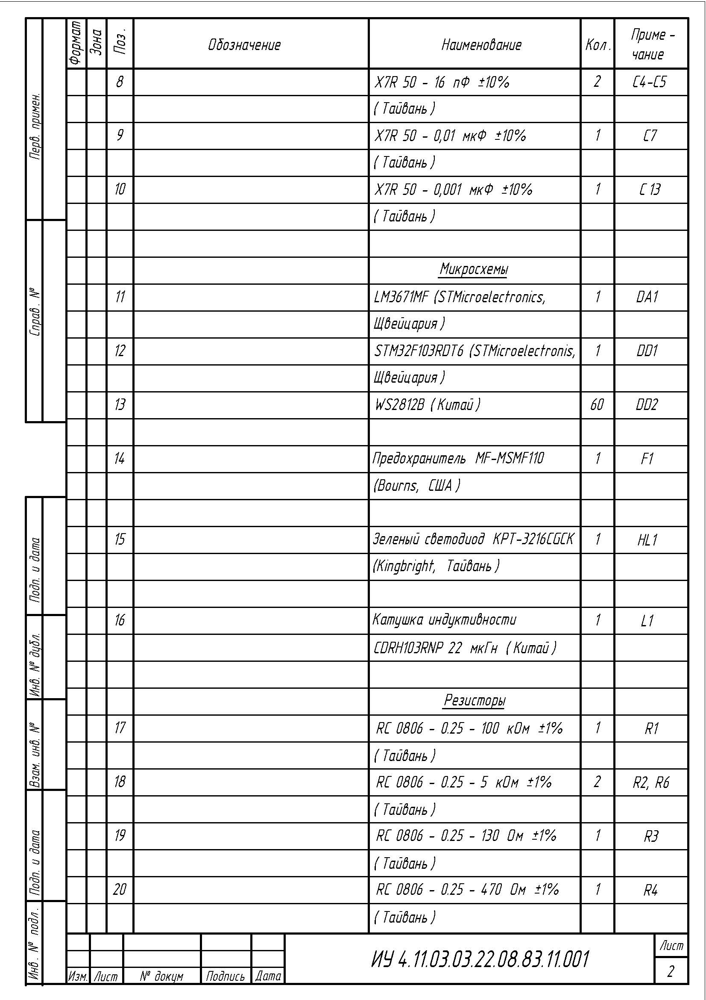 Формат Зона Поз. Обозначение Наименование Кол. Приме-
чание
8 X7R 50 - 16 пФ ±10% 2 C4-C5
(Тайвань)
9 X7R 50 - 0,01 мкФ ±10% 1 C7
(Тайвань)
10 X7R 50 - 0,001 мкФ ±10% 1 C13
(Тайвань)
Микросхемы
11 LM3671MF (STMicroelectronics, 1 DA1
Щвейцария)
12 STM32F103RDT6 (STMicroelectronis, 1 DD1
Щвейцария)
13 WS2812B (Китай) 60 DD2
14 Предохранитель MF-MSMF110 1 F1
(Bourns, США)
15 Зеленый светодиод KPT-3216CGCK 1 HL1
(Kingbright, Тайвань)
16 Катушка индуктивности 1 L1
CDRH103RNP 22 мкГн (Китай)
Резисторы
17 RC 0806 - 0.25 - 100 кОм ±1% 1 R1
(Тайвань)
18 RC 0806 - 0.25 - 5 кОм ±1% 2 R2, R6
(Тайвань)
19 RC 0806 - 0.25 - 130 Ом ±1% 1 R3
(Тайвань)
20 RC 0806 - 0.25 - 470 Ом ±1% 1 R4
(Тайвань)
Перв. примен.
Справ. №
Подп. и дата
Инв. № дубл.
Взам. инв. №
Подп. и дата
Инв. № подл.
Изм. Лист № докум Подпись Дата
ИУ 4.11.03.03.22.08.83.11.001
Лист
2